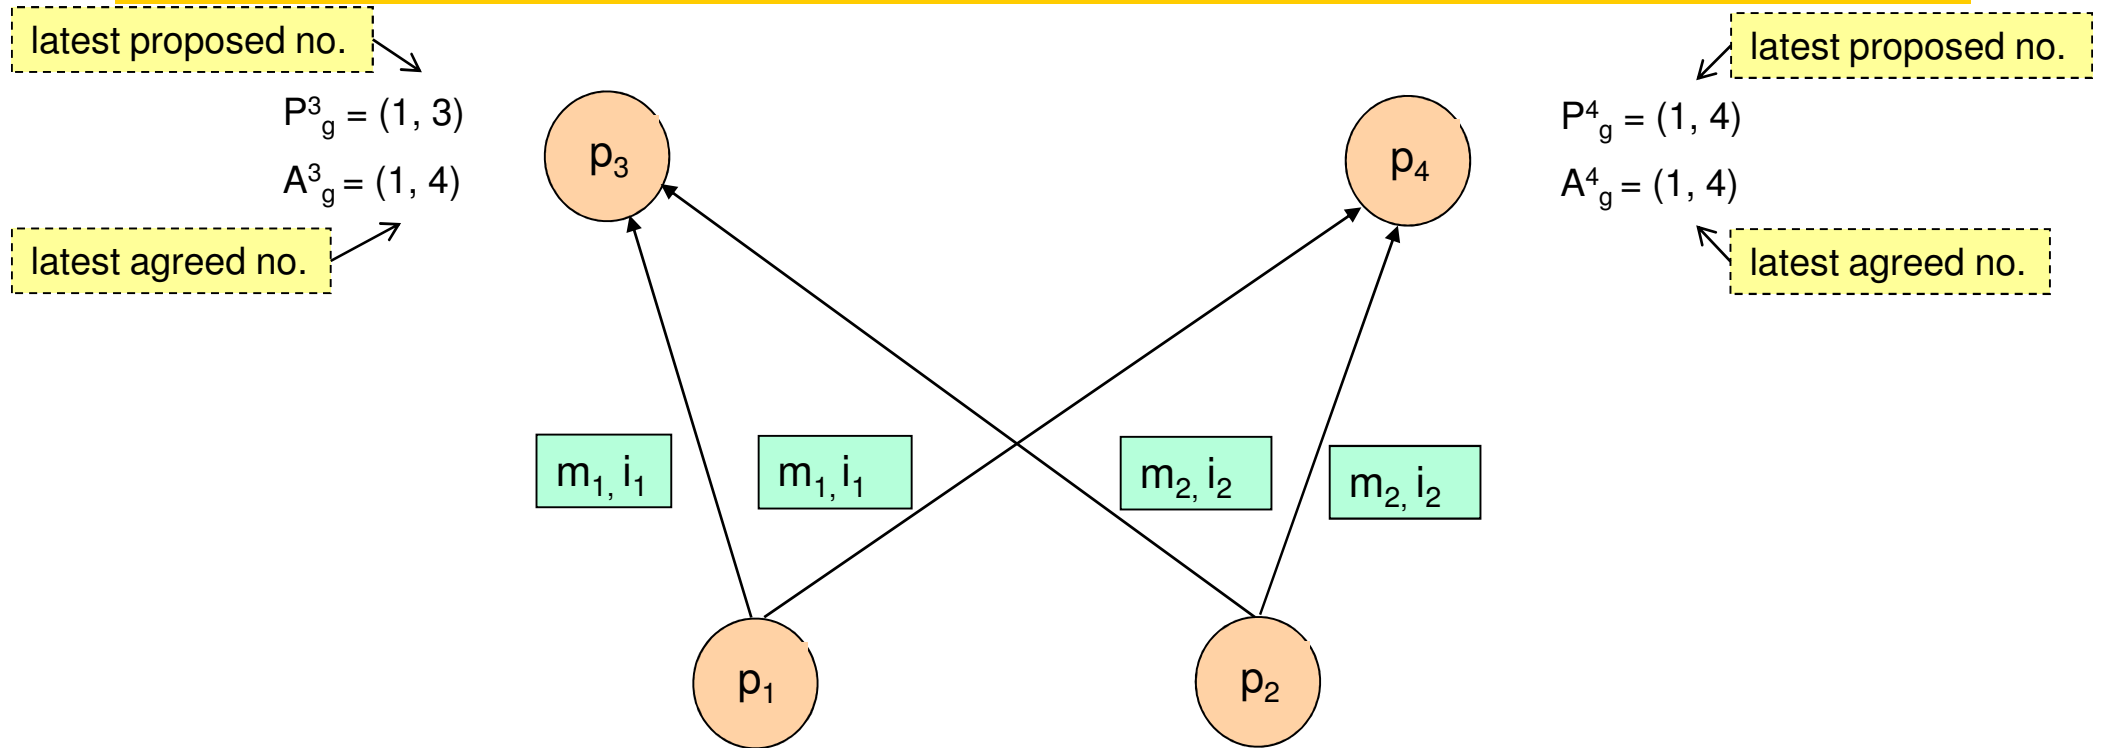 latest proposed no.
latest proposed no.
P³g = (1, 3)
P⁴g = (1, 4)
p₃
p₄
A³g = (1, 4)
A⁴g = (1, 4)
latest agreed no.
latest agreed no.
m₁, i₁
m₁, i₁
m₂, i₂
m₂, i₂
p₁
p₂